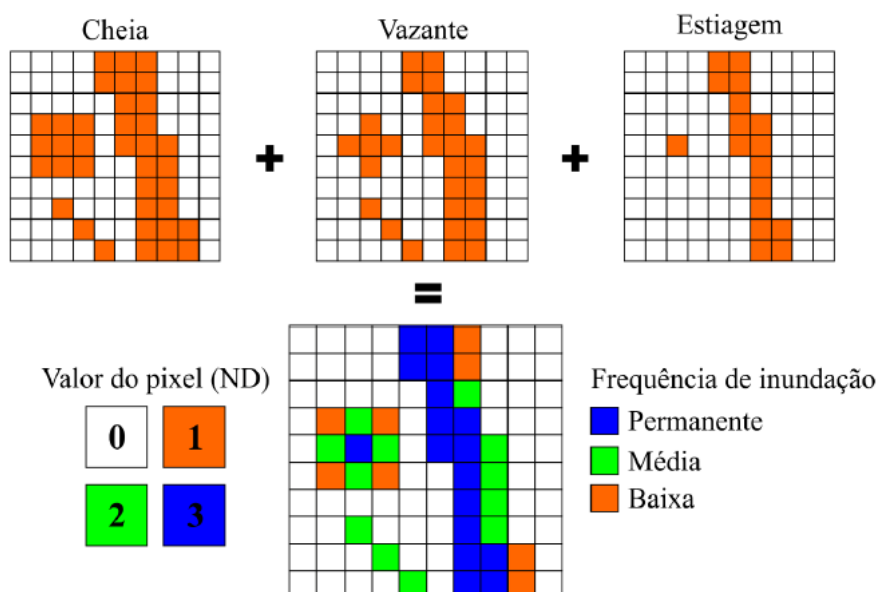 Cheia
Vazante
Estiagem
+
+
=
Valor do pixel (ND)
0
1
2
3
Frequência de inundação
Permanente
Média
Baixa